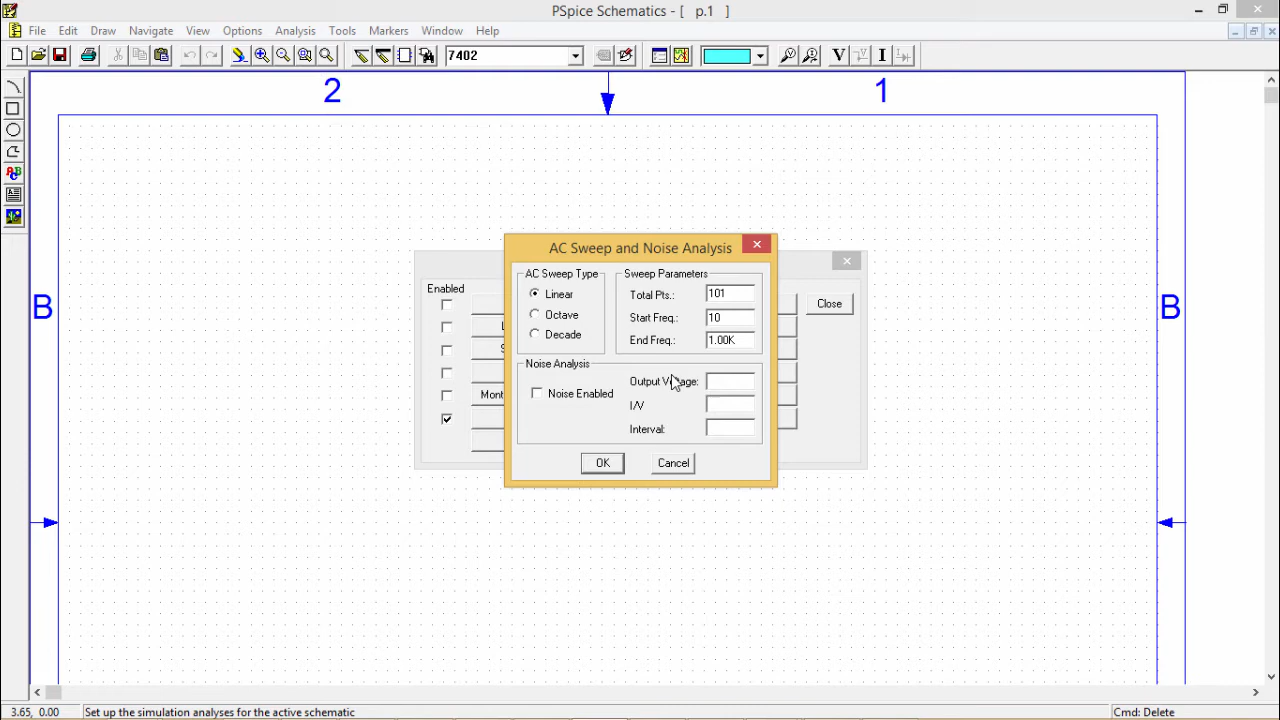 PSpice Schematics - [ p.1 ]
File Edit Draw Navigate View Options Analysis Tools Markers Window Help
7402
V V I
2 1
B B
ABC
AC Sweep and Noise Analysis
Enabled
Close
AC Sweep Type
Linear
Octave
Decade
Sweep Parameters
Total Pts.: 101
Start Freq.: 10
End Freq.: 1.00K
Mont
Noise Analysis
Noise Enabled
Output Voltage:
I/V
Interval:
OK Cancel
3.65, 0.00 Set up the simulation analyses for the active schematic Cmd: Delete